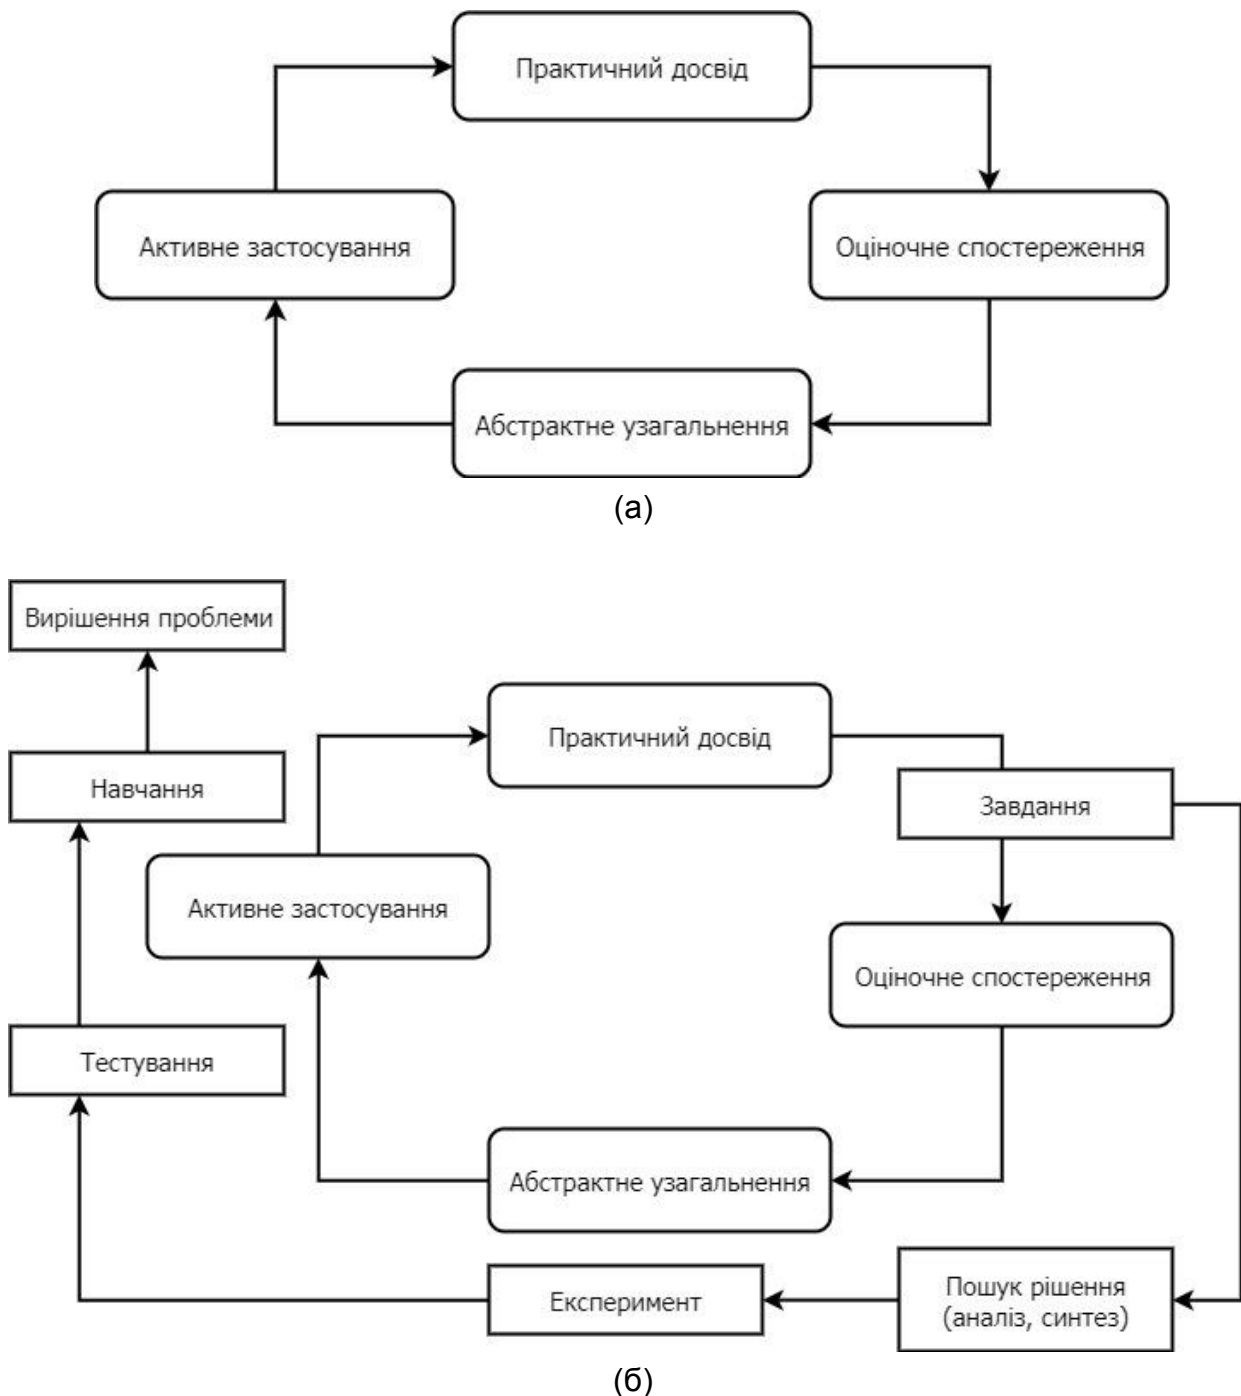 Практичний досвід
Активне застосування
Оціночне спостереження
Абстрактне узагальнення
(а)
Вирішення проблеми
Практичний досвід
Навчання
Завдання
Активне застосування
Оціночне спостереження
Тестування
Абстрактне узагальнення
Експеримент
Пошук рішення
(аналіз, синтез)
(б)